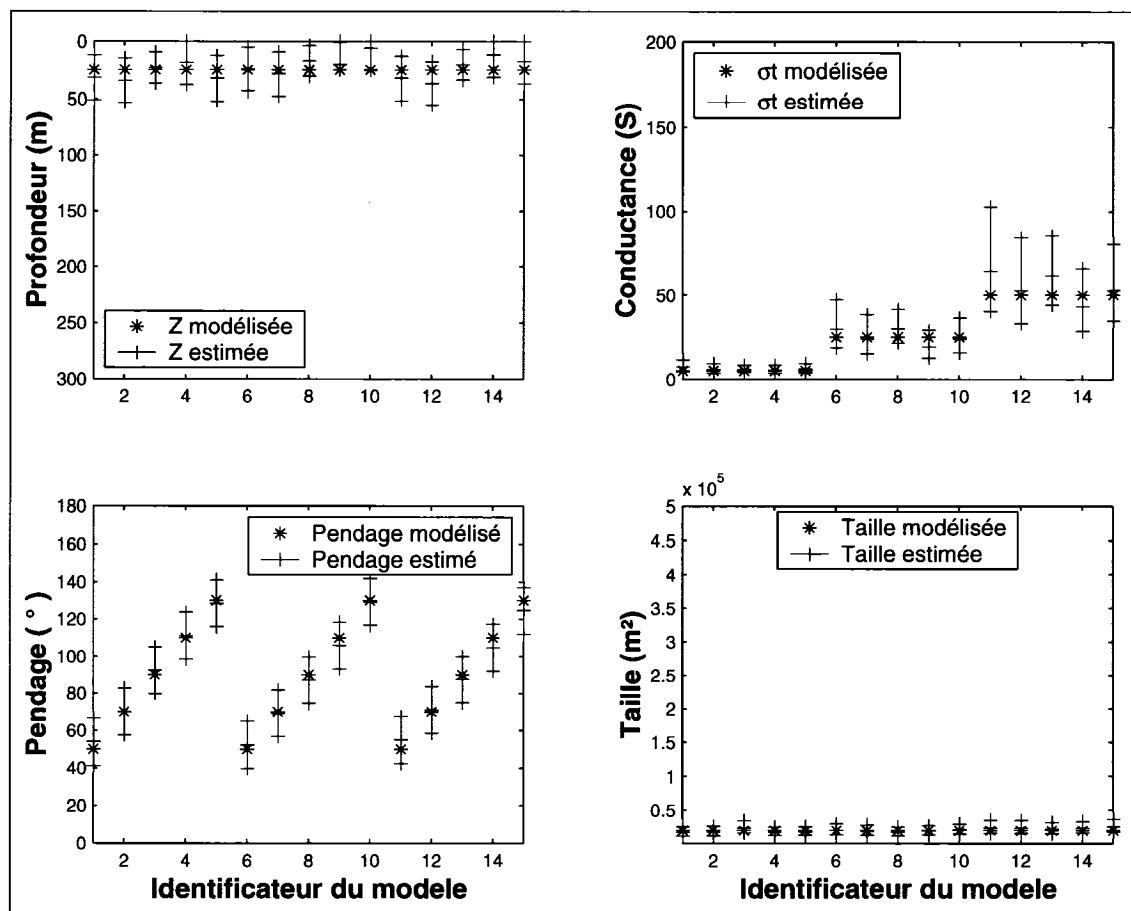 Profondeur (m)
0
50
100
150
200
250
300
Z modélisée
Z estimée
2 4 6 8 10 12 14
Conductance (S)
200
150
100
50
0
σt modélisée
σt estimée
2 4 6 8 10 12 14
Pendage (°)
180
160
140
120
100
80
60
40
20
0
Pendage modélisé
Pendage estimé
2 4 6 8 10 12 14
Identificateur du modele
Taille (m²)
x 10⁵
5
4.5
4
3.5
3
2.5
2
1.5
1
0.5
Taille modélisée
Taille estimée
2 4 6 8 10 12 14
Identificateur du modele